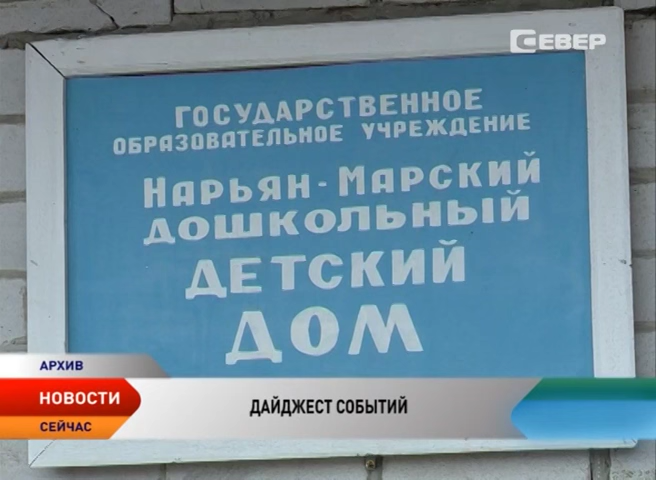 СЕВЕР
ГОСУДАРСТВЕННОЕ
ОБРАЗОВАТЕЛЬНОЕ УЧРЕЖДЕНИЕ
НАРЬЯН-МАРСКИЙ
ДОШКОЛЬНЫЙ
ДЕТСКИЙ
ДОМ
АРХИВ
НОВОСТИ
ДАЙДЖЕСТ СОБЫТИЙ
СЕЙЧАС